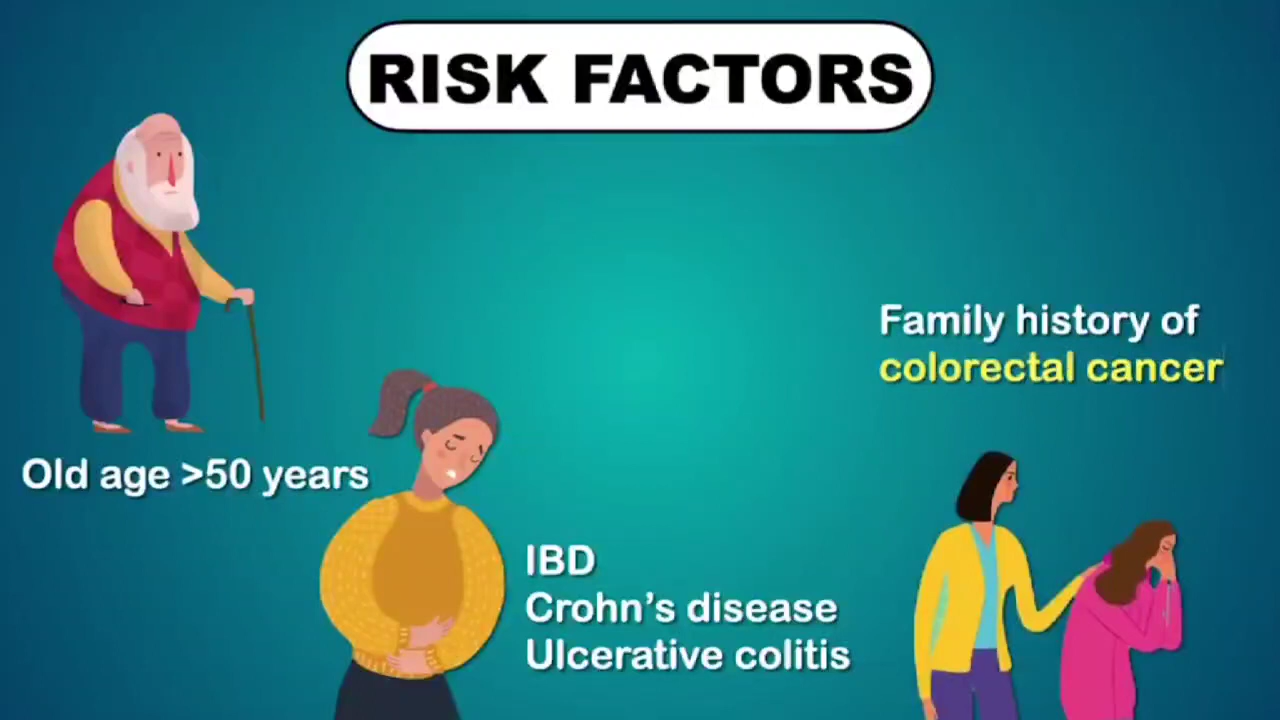 RISK FACTORS
Old age >50 years
IBD
Crohn’s disease
Ulcerative colitis
Family history of
colorectal cancer